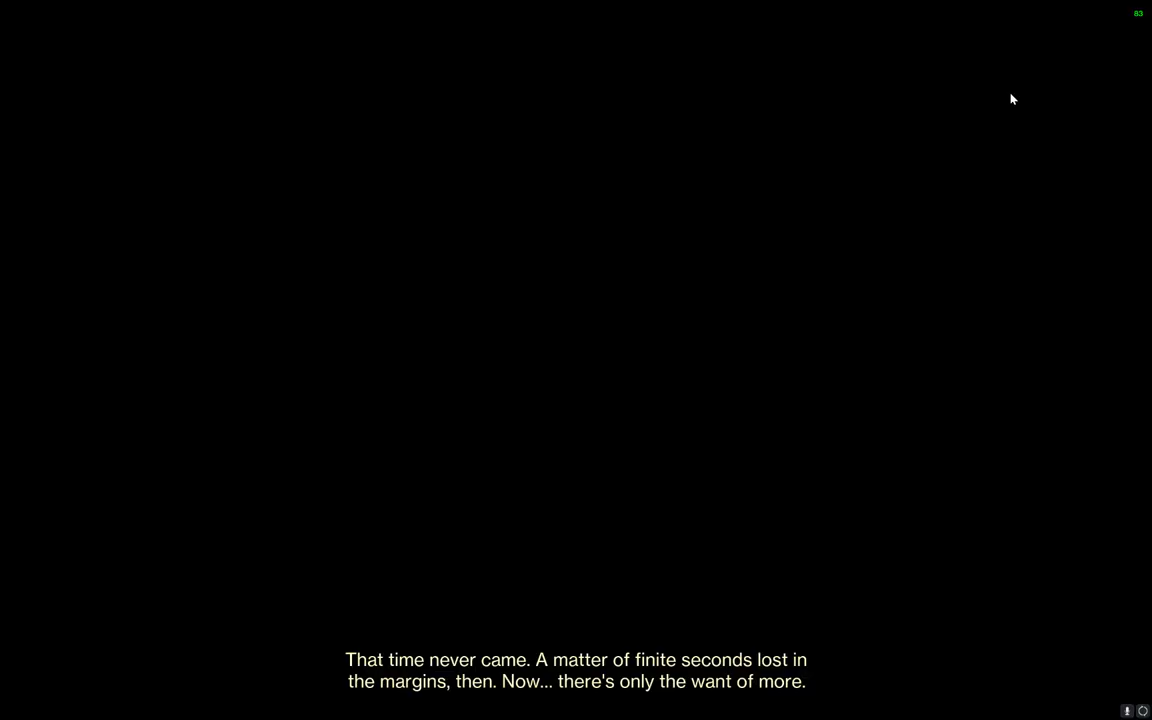 83
That time never came. A matter of finite seconds lost in
the margins, then. Now... there's only the want of more.